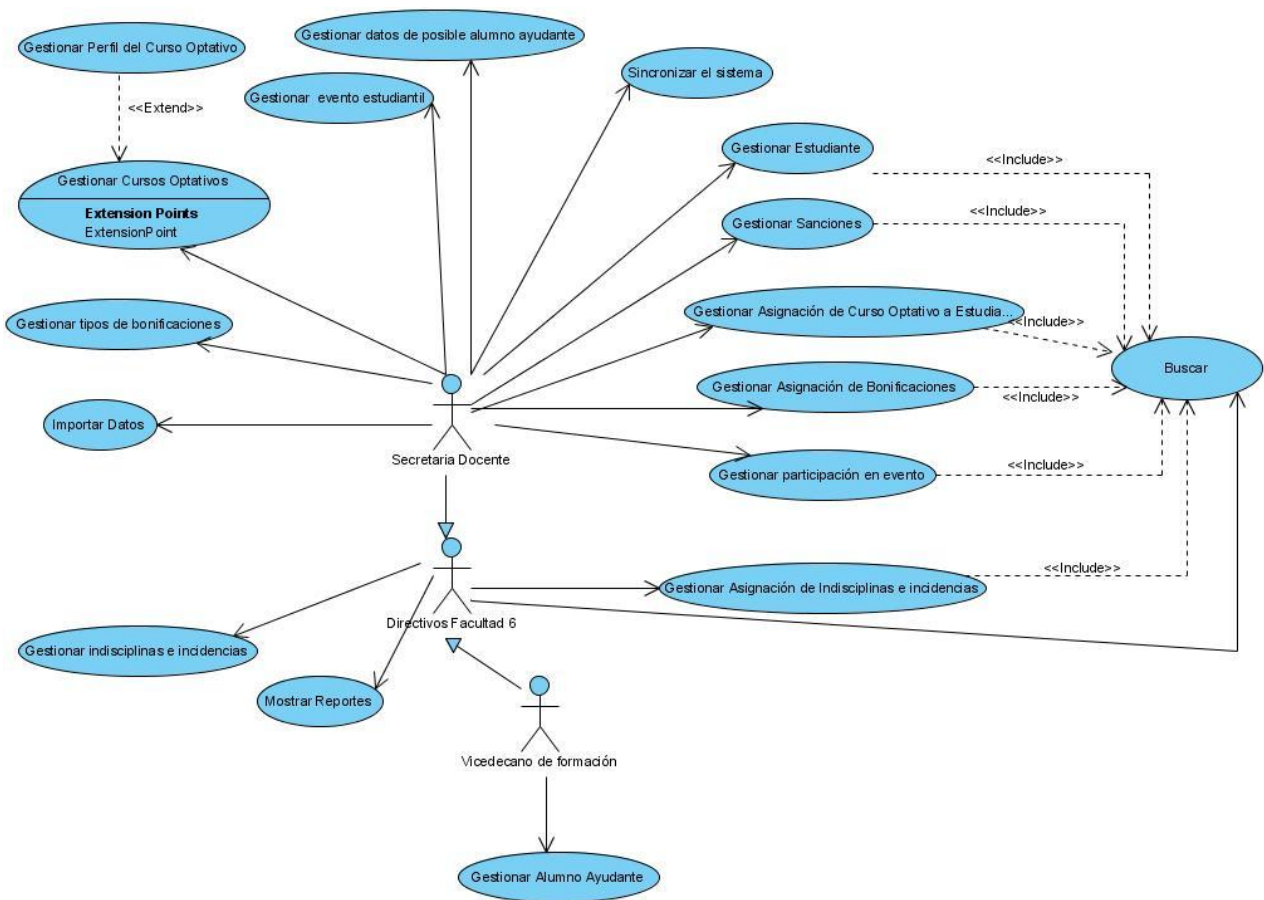 Gestionar datos de posible alumno ayudante
Gestionar Perfil del Curso Optativo
Sincronizar el sistema
Gestionar evento estudiantil
<<Extend>>
Gestionar Estudiante
<<Include>>
Gestionar Cursos Optativos
Extension Points
ExtensionPoint
Gestionar Sanciones
<<Include>>
Gestionar tipos de bonificaciones
Gestionar Asignación de Curso Optativo a Estudia...
<<Include>>
Buscar
Gestionar Asignación de Bonificaciones
<<Include>>
Importar Datos
Secretaria Docente
Gestionar participación en evento
<<Include>>
<<Include>>
Gestionar Asignación de Indisciplinas e incidencias
Directivos Facultad 6
Gestionar indisciplinas e incidencias
Mostrar Reportes
Vicedecano de formación
Gestionar Alumno Ayudante